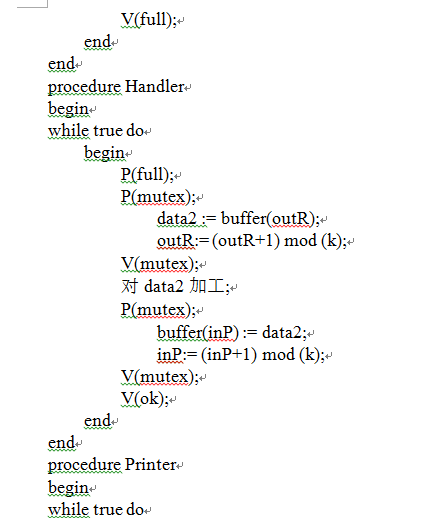 V(full);
end
end
procedure Handler
begin
while true do
begin
P(full);
P(mutex);
data2 := buffer(outR);
outR:= (outR+1) mod (k);
V(mutex);
对 data2 加工;
P(mutex);
buffer(inP) := data2;
inP:= (inP+1) mod (k);
V(mutex);
V(ok);
end
end
procedure Printer
begin
while true do